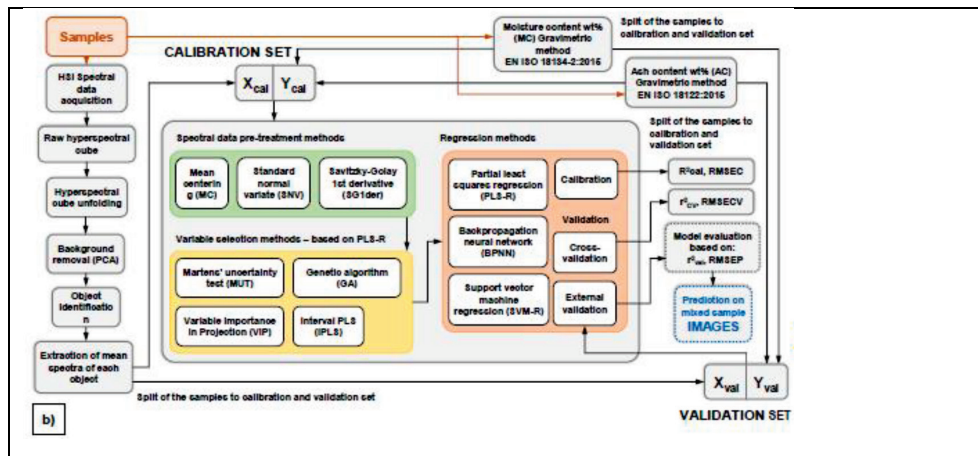 Samples
HSI Spectral
data
acquisition
Raw hyperspectral
cube
Hyperspectral
cube unfolding
Background
removal (PCA)
Object
identificatio
n
Extraction of mean
spectra of each
object
CALIBRATION SET
Xcal Ycal
Moisture content wt%
(MC) Gravimetric
method
EN ISO 18134-2:2015
Split of the samples to
calibration and validation set
Ach content wt% (AC)
Gravimetric method
EN ISO 18122:2015
Split of the samples to
calibration and
validation set
Spectral data pre-treatment methods
Mean
centerin
g (MC)
Standard
normal
variate (SNV)
Savitzky-Golay
1st derivative
(SG1der)
Variable selection methods – based on PLS-R
Martens' uncertainty
test (MUT)
Genetic algorithm
(GA)
Variable Importance
in Projection (VIP)
Interval PLS
(iPLS)
Regression methods
Partial least
squares regression
(PLS-R)
Backpropagation
neural network
(BPNN)
Support vector
machine
regression (SVM-R)
Calibration
Validation
Cross-
validation
External
validation
R²cal, RMSEC
r²CV, RMSECV
Model evaluation
based on:
r²val, RMSEP
Prediction on
mixed sample
IMAGES
Xval Yval
VALIDATION SET
Split of the samples to calibration and validation set
b)